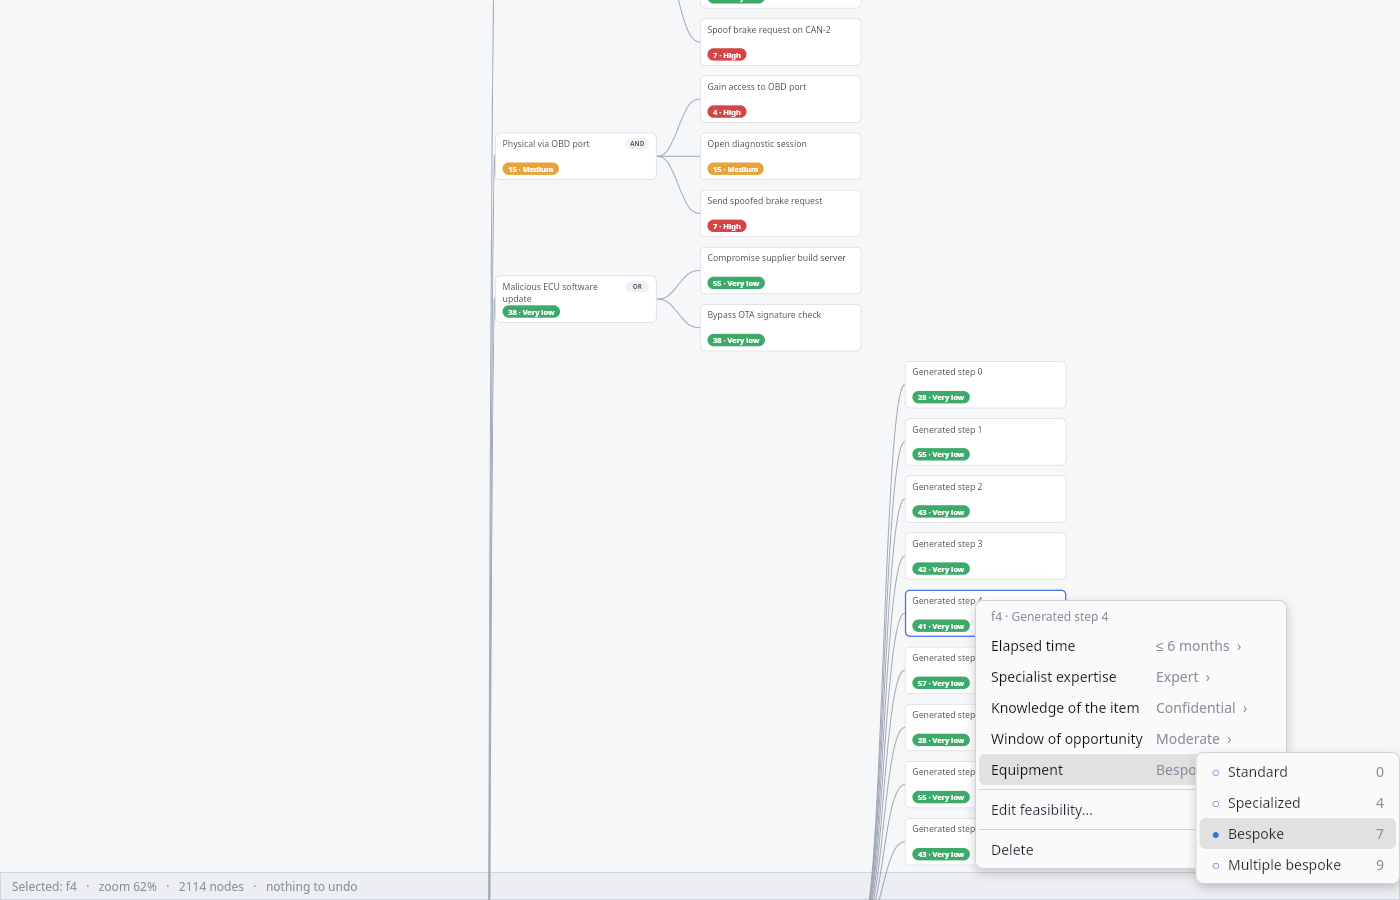 Spoof brake request on CAN-2
7 · High
Gain access to OBD port
4 · High
Physical via OBD port
AND
15 · Medium
Open diagnostic session
15 · Medium
Send spoofed brake request
7 · High
Compromise supplier build server
55 · Very low
Malicious ECU software
update
OR
38 · Very low
Bypass OTA signature check
38 · Very low
Generated step 0
28 · Very low
Generated step 1
55 · Very low
Generated step 2
43 · Very low
Generated step 3
42 · Very low
Generated step
41 · Very low
Generated step
57 · Very low
Generated step
28 · Very low
Generated step
55 · Very low
Generated step
43 · Very low
f4 · Generated step 4
Elapsed time ≤ 6 months ›
Specialist expertise Expert ›
Knowledge of the item Confidential ›
Window of opportunity Moderate ›
Equipment Bespo
Edit feasibility...
Delete
Standard 0
Specialized 4
Bespoke 7
Multiple bespoke 9
Selected: f4 · zoom 62% · 2114 nodes · nothing to undo